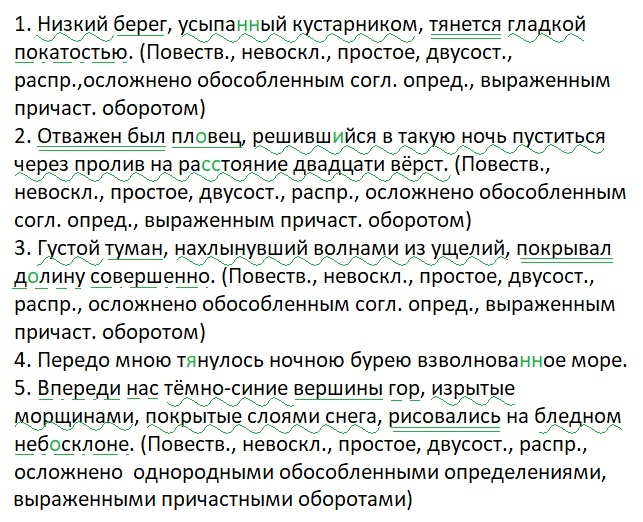 1. Низкий берег, усыпанный кустарником, тянется гладкой
покатостью. (Повеств., невоскл., простое, двусост.,
распр.,осложнено обособленным согл. опред., выраженным
причаст. оборотом)
2. Отважен был пловец, решившийся в такую ночь пуститься
через пролив на расстояние двадцати вёрст. (Повеств.,
невоскл., простое, двусост., распр., осложнено обособленным
согл. опред., выраженным причаст. оборотом)
3. Густой туман, нахлынувший волнами из ущелий, покрывал
долину совершенно. (Повеств., невоскл., простое, двусост.,
распр., осложнено обособленным согл. опред., выраженным
причаст. оборотом)
4. Передо мною тянулось ночною бурею взволнованное море.
5. Впереди нас тёмно-синие вершины гор, изрытые
морщинами, покрытые слоями снега, рисовались на бледном
небосклоне. (Повеств., невоскл., простое, двусост., распр.,
осложнено однородными обособленными определениями,
выраженными причастными оборотами)